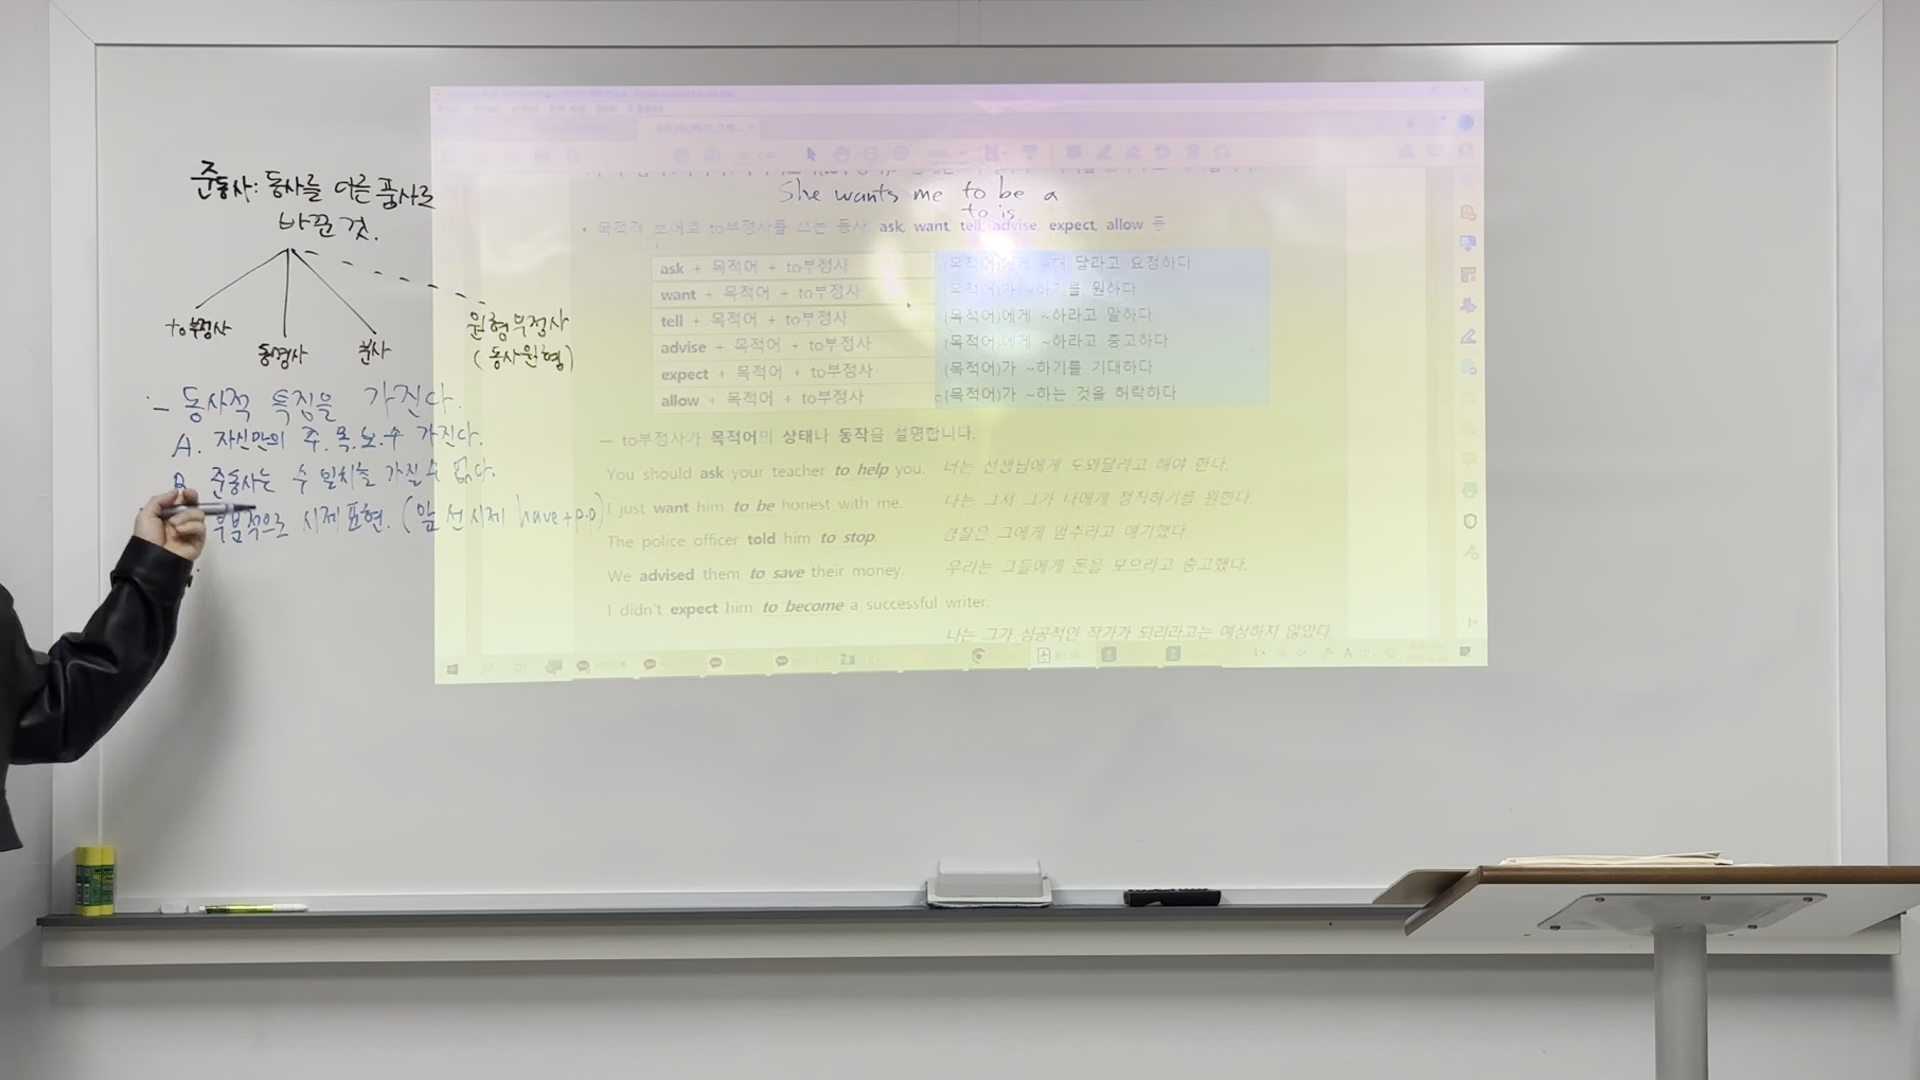 준동사: 동사를 다른 품사로
바꾼 것.
to부정사
동명사
분사
원형부정사
(동사원형)
- 동사적 특징을 가진다.
A. 자신만의 주.목.보.수 가진다.
B 준동사는 수 일치를 가질 수 없다.
부분적으로 시제표현. (앞선시제 have+p.p)
She wants me to be a
to is
• 목적격 보어로 to부정사를 쓰는 동사 ask, want, tell, advise, expect, allow 등
ask + 목적어 + to부정사 (목적어)에게 달라고 요청하다
want + 목적어 + to부정사 (목적어)가 ~하기를 원하다
tell + 목적어 + to부정사 (목적어)에게 ~하라고 말하다
advise + 목적어 + to부정사 (목적어)에게 ~하라고 충고하다
expect + 목적어 + to부정사 (목적어)가 ~하기를 기대하다
allow + 목적어 + to부정사 (목적어)가 ~하는 것을 허락하다
– to부정사가 목적어의 상태나 동작을 설명합니다.
You should ask your teacher to help you. 너는 선생님에게 도와달라고 해야 한다.
I just want him to be honest with me. 나는 그저 그가 나에게 정직하기를 원한다
The police officer told him to stop. 경찰은 그에게 멈추라고 얘기했다.
We advised them to save their money. 우리는 그들에게 돈을 모으라고 충고했다.
I didn't expect him to become a successful writer.
나는 그가 성공적인 작가가 되리라고는 예상하지 않았다.